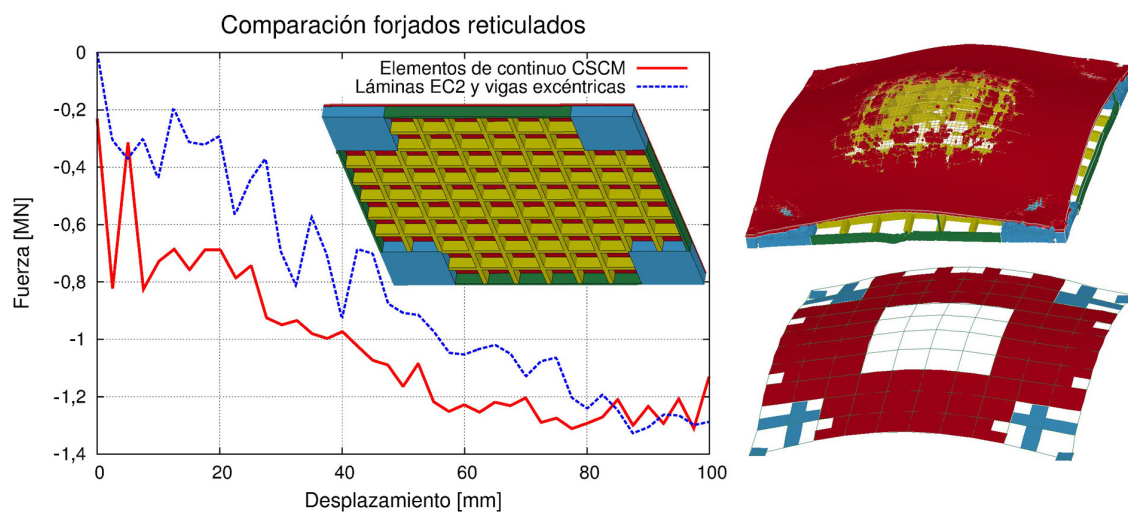 Comparación forjados reticulados
Elementos de continuo CSCM
Láminas EC2 y vigas excéntricas
Fuerza [MN]
0
-0,2
-0,4
-0,6
-0,8
-1
-1,2
-1,4
0
20
40
60
80
100
Desplazamiento [mm]